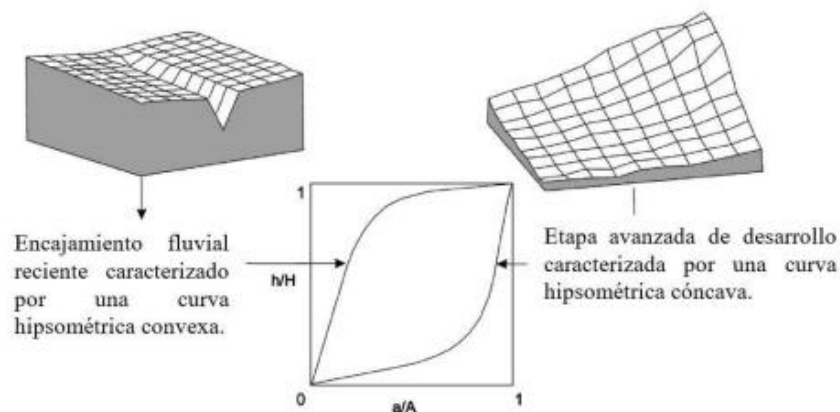 Encajamiento fluvial
reciente caracterizado
por una curva
hipsométrica convexa.
1
h/H
0
a/A
1
Etapa avanzada de desarrollo
caracterizada por una curva
hipsométrica cóncava.